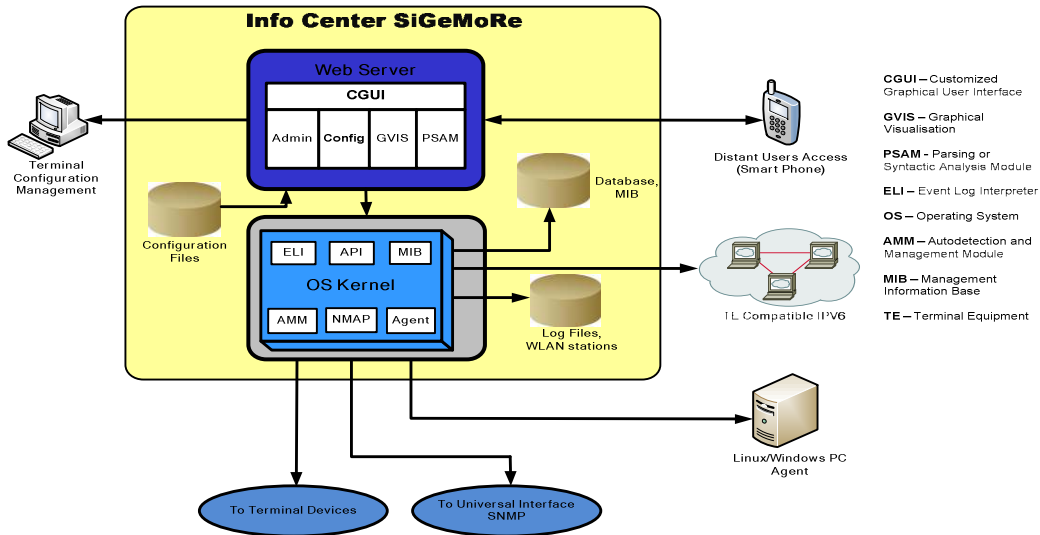 Info Center SiGeMoRe
Web Server
CGUI
Admin
Config
GVIS
PSAM
Terminal
Configuration
Management
Configuration
Files
Database,
MIB
Distant Users Access
(Smart Phone)
ELI
API
MIB
OS Kernel
AMM
NMAP
Agent
Log Files,
WLAN stations
TE Compatible IPV6
Linux/Windows PC
Agent
To Terminal Devices
To Universal Interface
SNMP
CGUI – Customized
Graphical User Interface
GVIS – Graphical
Visualisation
PSAM - Parsing or
Syntactic Analysis Module
ELI – Event Log Interpreter
OS – Operating System
AMM – Autodetection and
Management Module
MIB – Management
Information Base
TE – Terminal Equipment